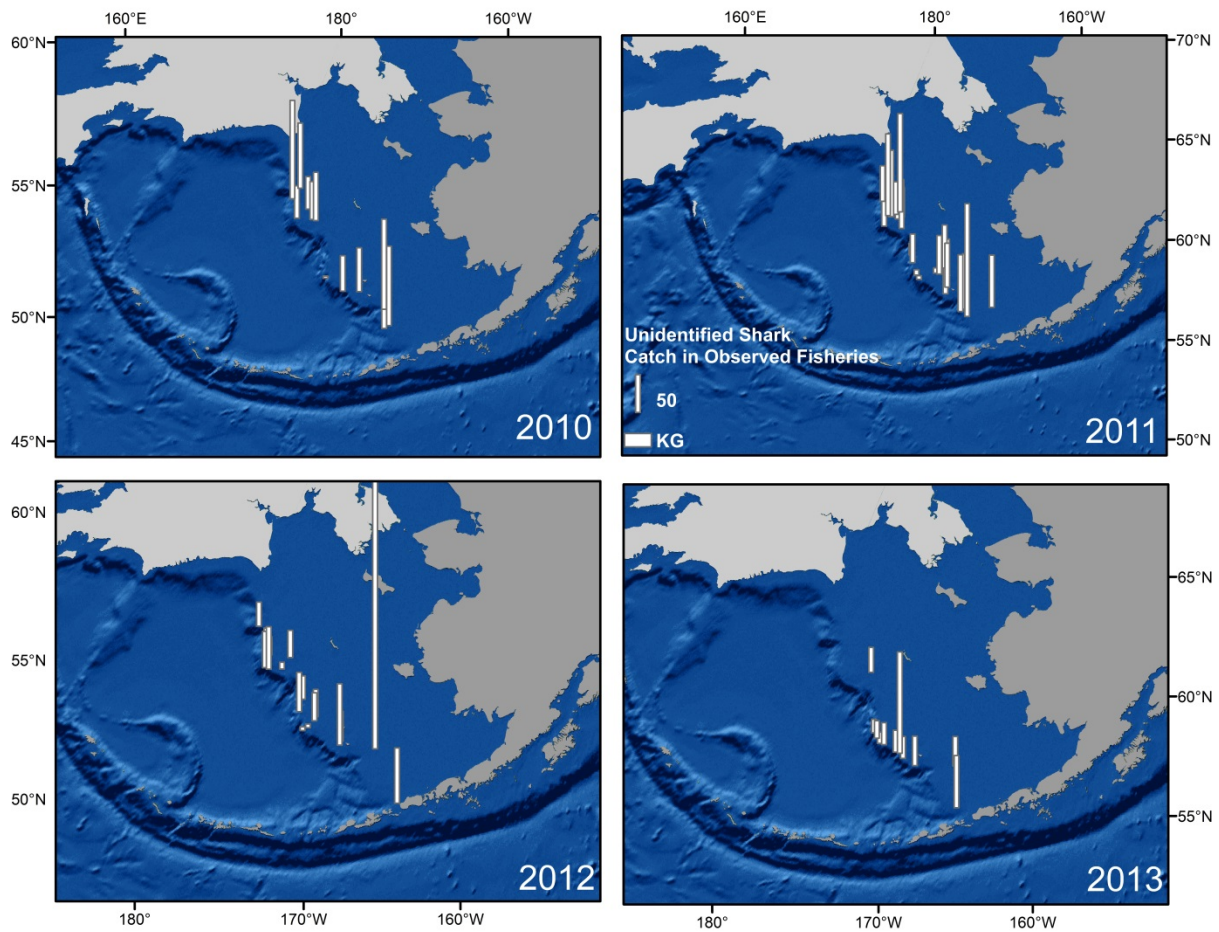 160°E 180° 160°W
160°E 180° 160°W
60°N
55°N
50°N
45°N
2010
70°N
65°N
60°N
55°N
50°N
Unidentified Shark
Catch in Observed Fisheries
50
KG
2011
60°N
55°N
50°N
2012
180° 170°W 160°W
65°N
60°N
55°N
2013
180° 170°W 160°W